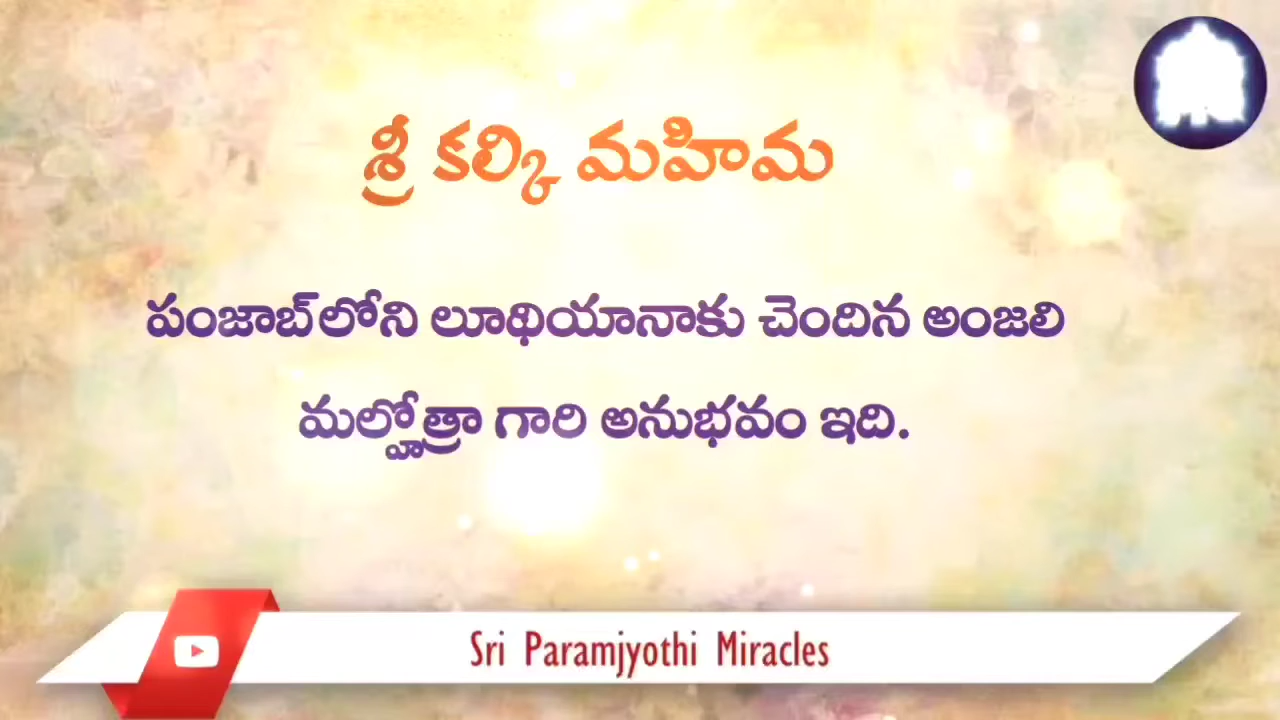 శ్రీ కల్కి మహిమ
పంజాబ్‌లోని లూథియానాకు చెందిన అంజలి
మల్హోత్రా గారి అనుభవం ఇది.
Sri Paramjyothi Miracles